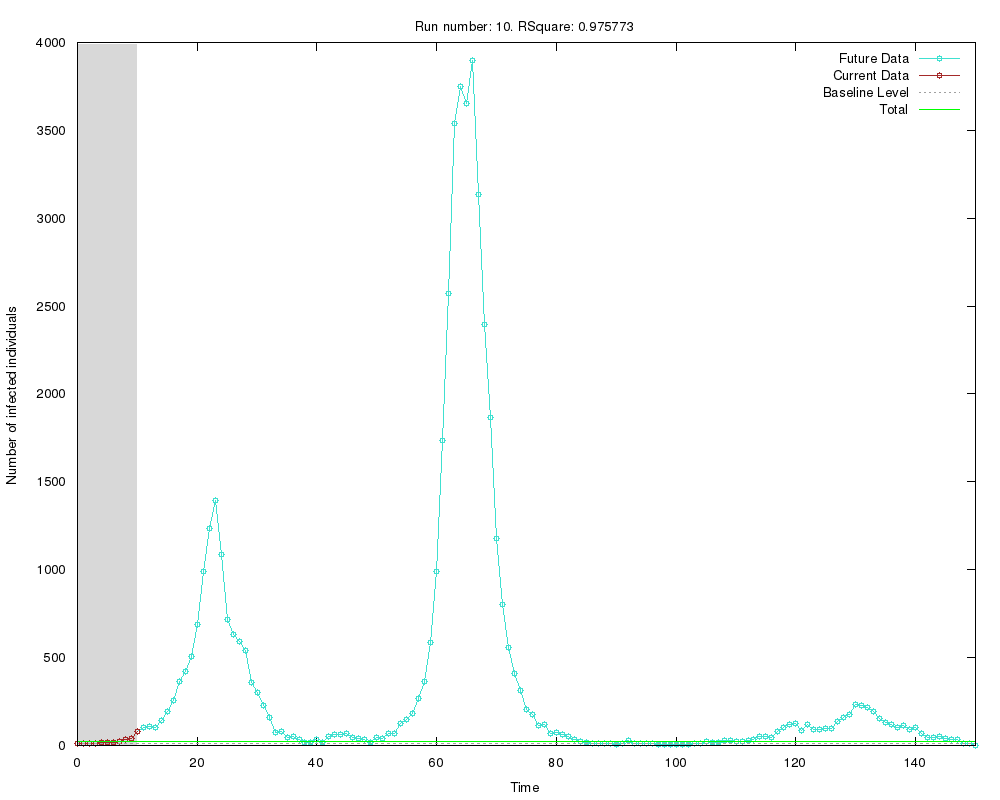 Run number: 10. RSquare: 0.975773
Future Data
Current Data
Baseline Level
Total
4000
3500
3000
2500
2000
1500
1000
500
0
Number of infected individuals
0 20 40 60 80 100 120 140
Time